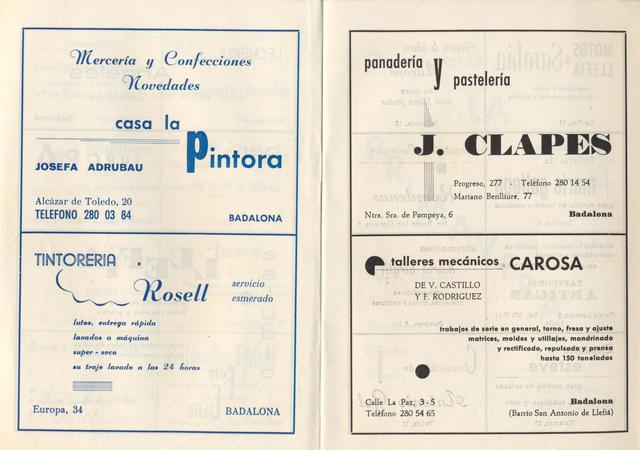 Mercería y Confecciones
Novedades
casa la
Pintora
JOSEFA ADRUBAU
Alcázar de Toledo, 20
TELEFONO 280 03 84
BADALONA
TINTORERIA
Rosell
servicio
esmerado
lutos, entrega rápida
lavados a máquina
super - seco
su traje lavado a las 24 horas
Europa, 34
BADALONA
panadería
y
pastelería
J. CLAPES
Progreso, 277 Teléfono 280 14 54
Mariano Benlliure, 77
Ntra. Sra. de Pompeya, 6
Badalona
talleres mecánicos CAROSA
DE V. CASTILLO
Y F. RODRIGUEZ
trabajos de serie en general, torno, fresa y ajuste
matrices, moldes y utillajes, mandrinado
y rectificado, repulsado y prensa
hasta 150 toneladas
Calle La Paz, 3 - 5
Teléfono 280 54 65
Badalona
(Barrio San Antonio de Llefiá)